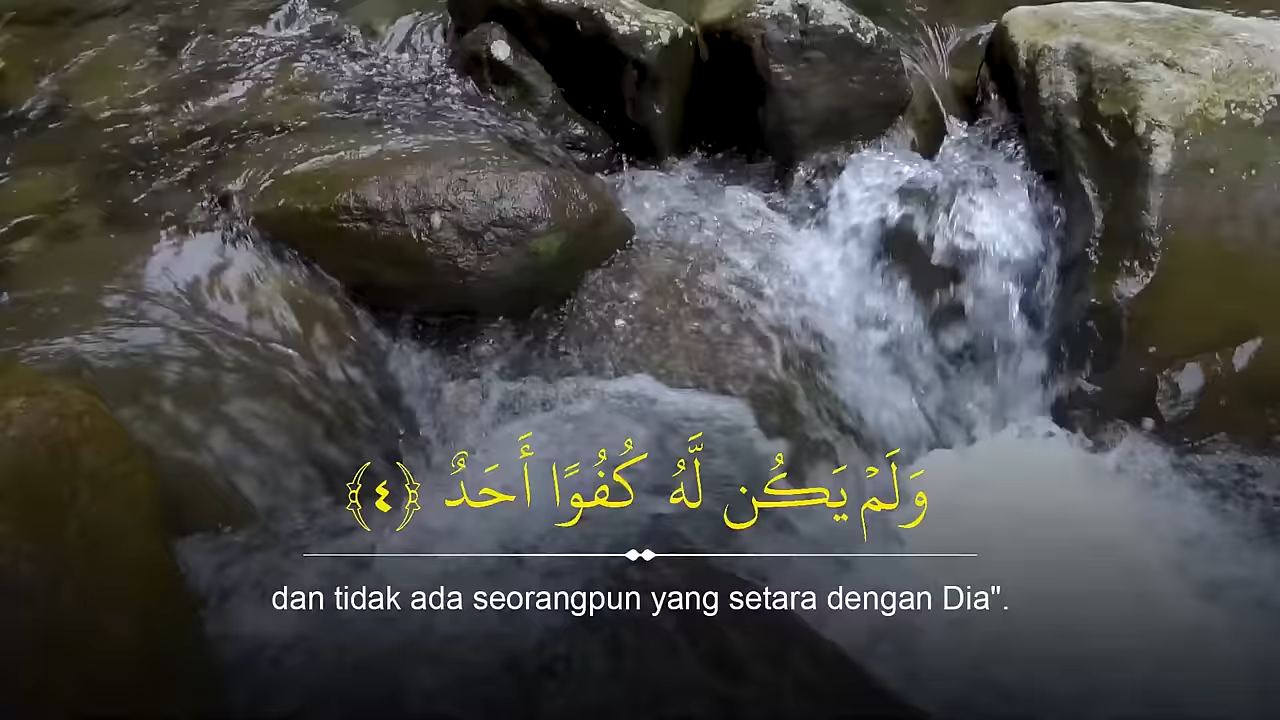 وَلَمْ يَكُن لَّهُ كُفُوًا أَحَدٌ ﴿٤﴾
dan tidak ada seorangpun yang setara dengan Dia".